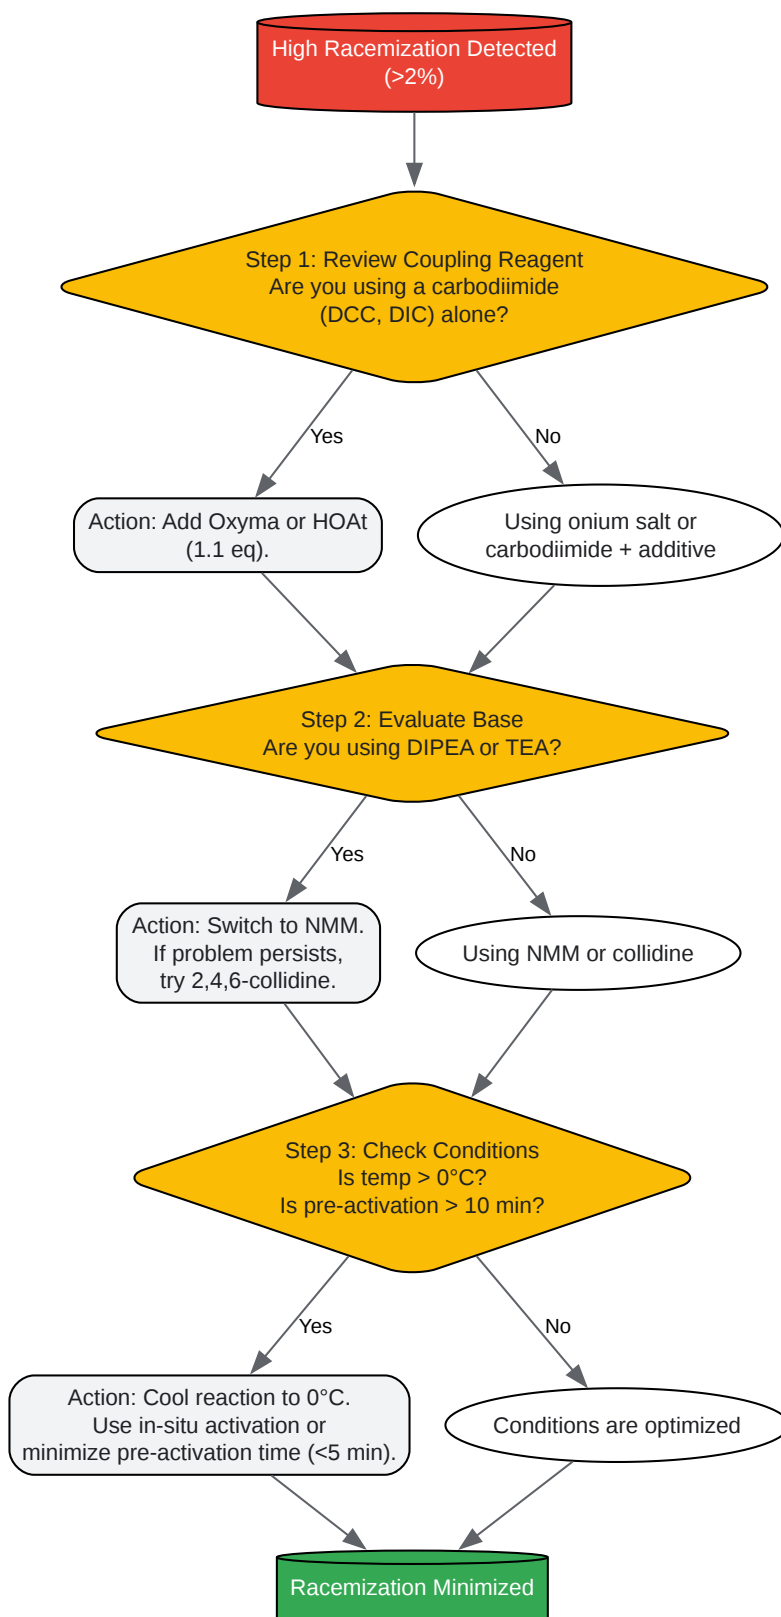 High Racemization Detected
(>2%)
Step 1: Review Coupling Reagent
Are you using a carbodiimide
(DCC, DIC) alone?
Yes
No
Action: Add Oxyma or HOAt
(1.1 eq).
Using onium salt or
carbodiimide + additive
Step 2: Evaluate Base
Are you using DIPEA or TEA?
Yes
No
Action: Switch to NMM.
If problem persists,
try 2,4,6-collidine.
Using NMM or collidine
Step 3: Check Conditions
Is temp > 0°C?
Is pre-activation > 10 min?
Yes
No
Action: Cool reaction to 0°C.
Use in-situ activation or
minimize pre-activation time (<5 min).
Conditions are optimized
Racemization Minimized